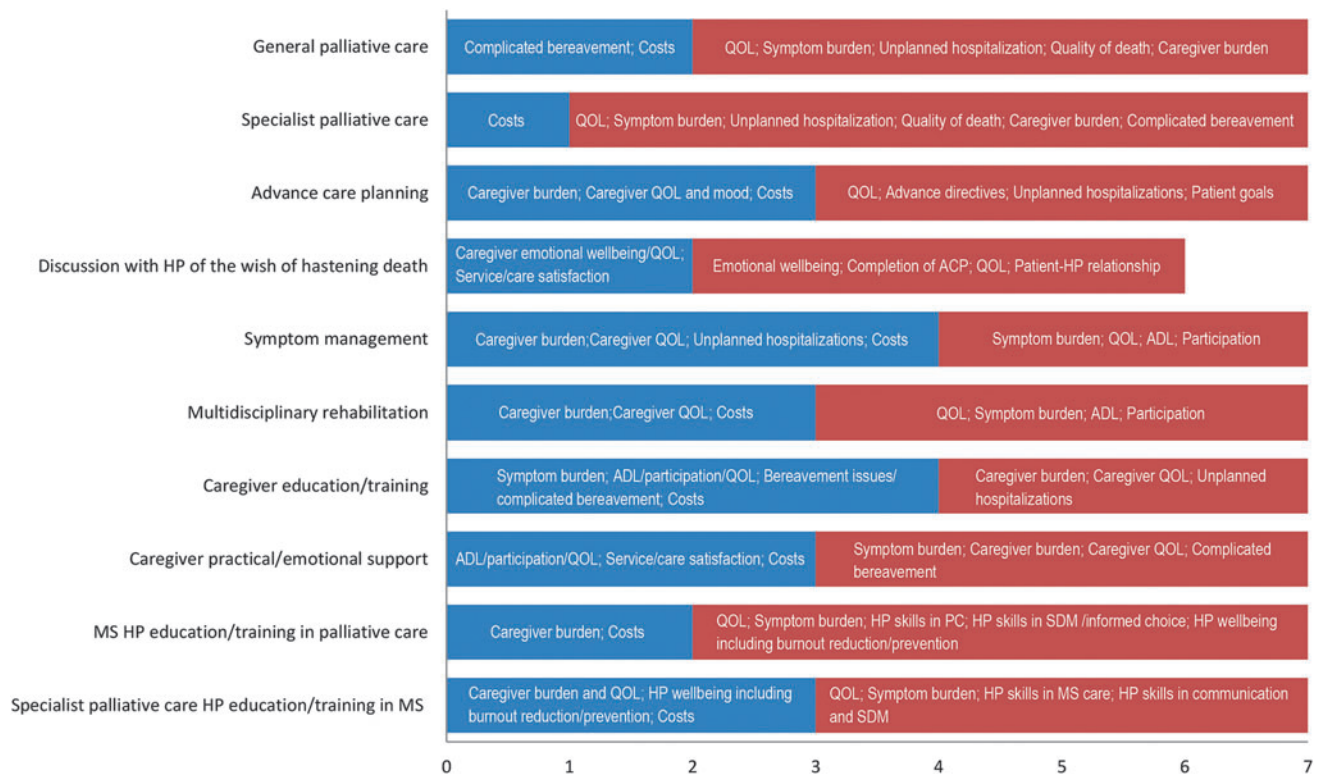 General palliative care
Complicated bereavement; Costs
QOL; Symptom burden; Unplanned hospitalization; Quality of death; Caregiver burden
Specialist palliative care
Costs
QOL; Symptom burden; Unplanned hospitalization; Quality of death; Caregiver burden; Complicated bereavement
Advance care planning
Caregiver burden; Caregiver QOL and mood; Costs
QOL; Advance directives; Unplanned hospitalizations; Patient goals
Discussion with HP of the wish of hastening death
Caregiver emotional wellbeing/QOL;
Service/care satisfaction
Emotional wellbeing; Completion of ACP; QOL; Patient-HP relationship
Symptom management
Caregiver burden;Caregiver QOL; Unplanned hospitalizations; Costs
Symptom burden; QOL; ADL; Participation
Multidisciplinary rehabilitation
Caregiver burden;Caregiver QOL; Costs
QOL; Symptom burden; ADL; Participation
Caregiver education/training
Symptom burden; ADL/participation/QOL; Bereavement issues/
complicated bereavement; Costs
Caregiver burden; Caregiver QOL; Unplanned
hospitalizations
Caregiver practical/emotional support
ADL/participation/QOL; Service/care satisfaction; Costs
Symptom burden; Caregiver burden; Caregiver QOL; Complicated
bereavement
MS HP education/training in palliative care
Caregiver burden; Costs
QOL; Symptom burden; HP skills in PC; HP skills in SDM /informed choice; HP wellbeing
including burnout reduction/prevention
Specialist palliative care HP education/training in MS
Caregiver burden and QOL; HP wellbeing including
burnout reduction/prevention; Costs
QOL; Symptom burden; HP skills in MS care; HP skills in communication
and SDM
0 1 2 3 4 5 6 7